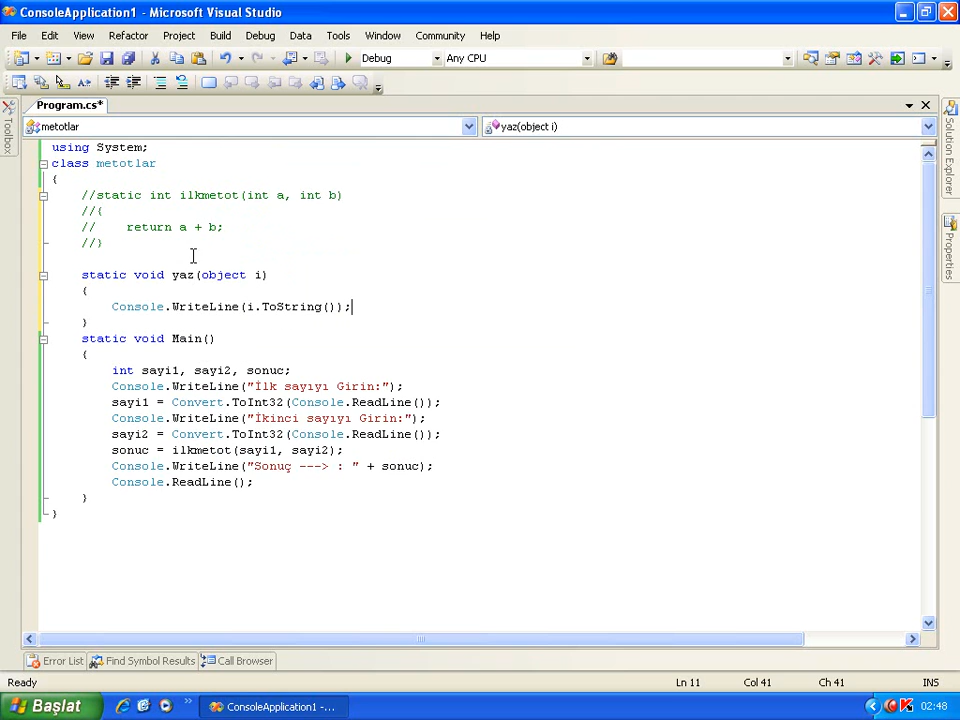 ConsoleApplication1 - Microsoft Visual Studio
File Edit View Refactor Project Build Debug Data Tools Window Community Help
Debug Any CPU
Program.cs*
metotlar yaz(object i)
Toolbox
Solution Explorer
Properties
using System;
class metotlar
{
//static int ilkmetot(int a, int b)
//{
// return a + b;
//}
static void yaz(object i)
{
Console.WriteLine(i.ToString());
}
static void Main()
{
int sayi1, sayi2, sonuc;
Console.WriteLine("İlk sayıyı Girin:");
sayi1 = Convert.ToInt32(Console.ReadLine());
Console.WriteLine("İkinci sayıyı Girin:");
sayi2 = Convert.ToInt32(Console.ReadLine());
sonuc = ilkmetot(sayi1, sayi2);
Console.WriteLine("Sonuç ---> : " + sonuc);
Console.ReadLine();
}
}
Error List Find Symbol Results Call Browser
Ready Ln 11 Col 41 Ch 41 INS
Başlat ConsoleApplication1 - ... 02:48